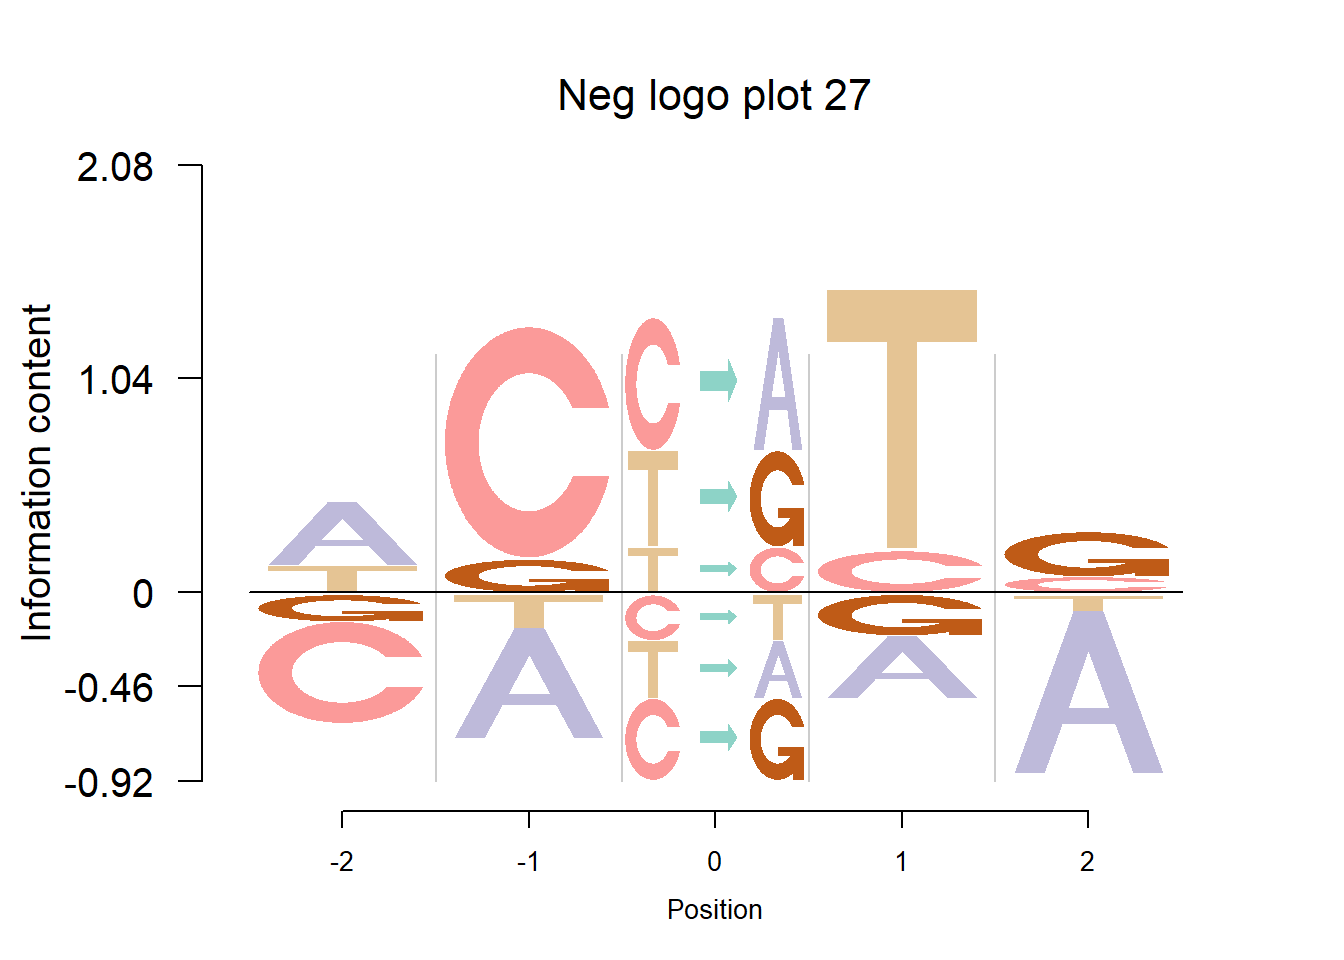 Neg logo plot 27
2.08
1.04
0
-0.46
-0.92
Information content
A C C A T G
T G T G C C
T C
G T C T G T
C A T A A A
C G
-2 -1 0 1 2
Position